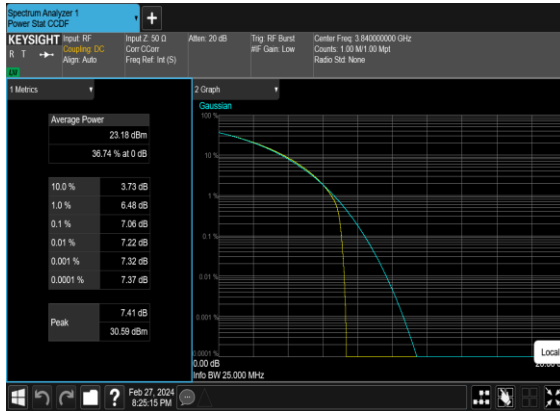 Spectrum Analyzer 1
Power Stat CCDF
KEYSIGHT
R T
LU
Input: RF
Coupling: DC
Align: Auto
Input Z: 50 Ω
Corr CCorr
Freq Ref: Int (S)
Atten: 20 dB
Trig: RF Burst
#IF Gain: Low
Center Freq: 3.840000000 GHz
Counts: 1.00 M/1.00 Mpt
Radio Std: None
1 Metrics
Average Power
23.18 dBm
36.74 % at 0 dB
10.0 % 3.73 dB
1.0 % 6.48 dB
0.1 % 7.06 dB
0.01 % 7.22 dB
0.001 % 7.32 dB
0.0001 % 7.37 dB
Peak
7.41 dB
30.59 dBm
2 Graph
Gaussian
100 %
10 %
1 %
0.1 %
0.01 %
0.001 %
0.0001 %
0.00 dB
Info BW 25.000 MHz
Local
Feb 27, 2024
8:25:15 PM